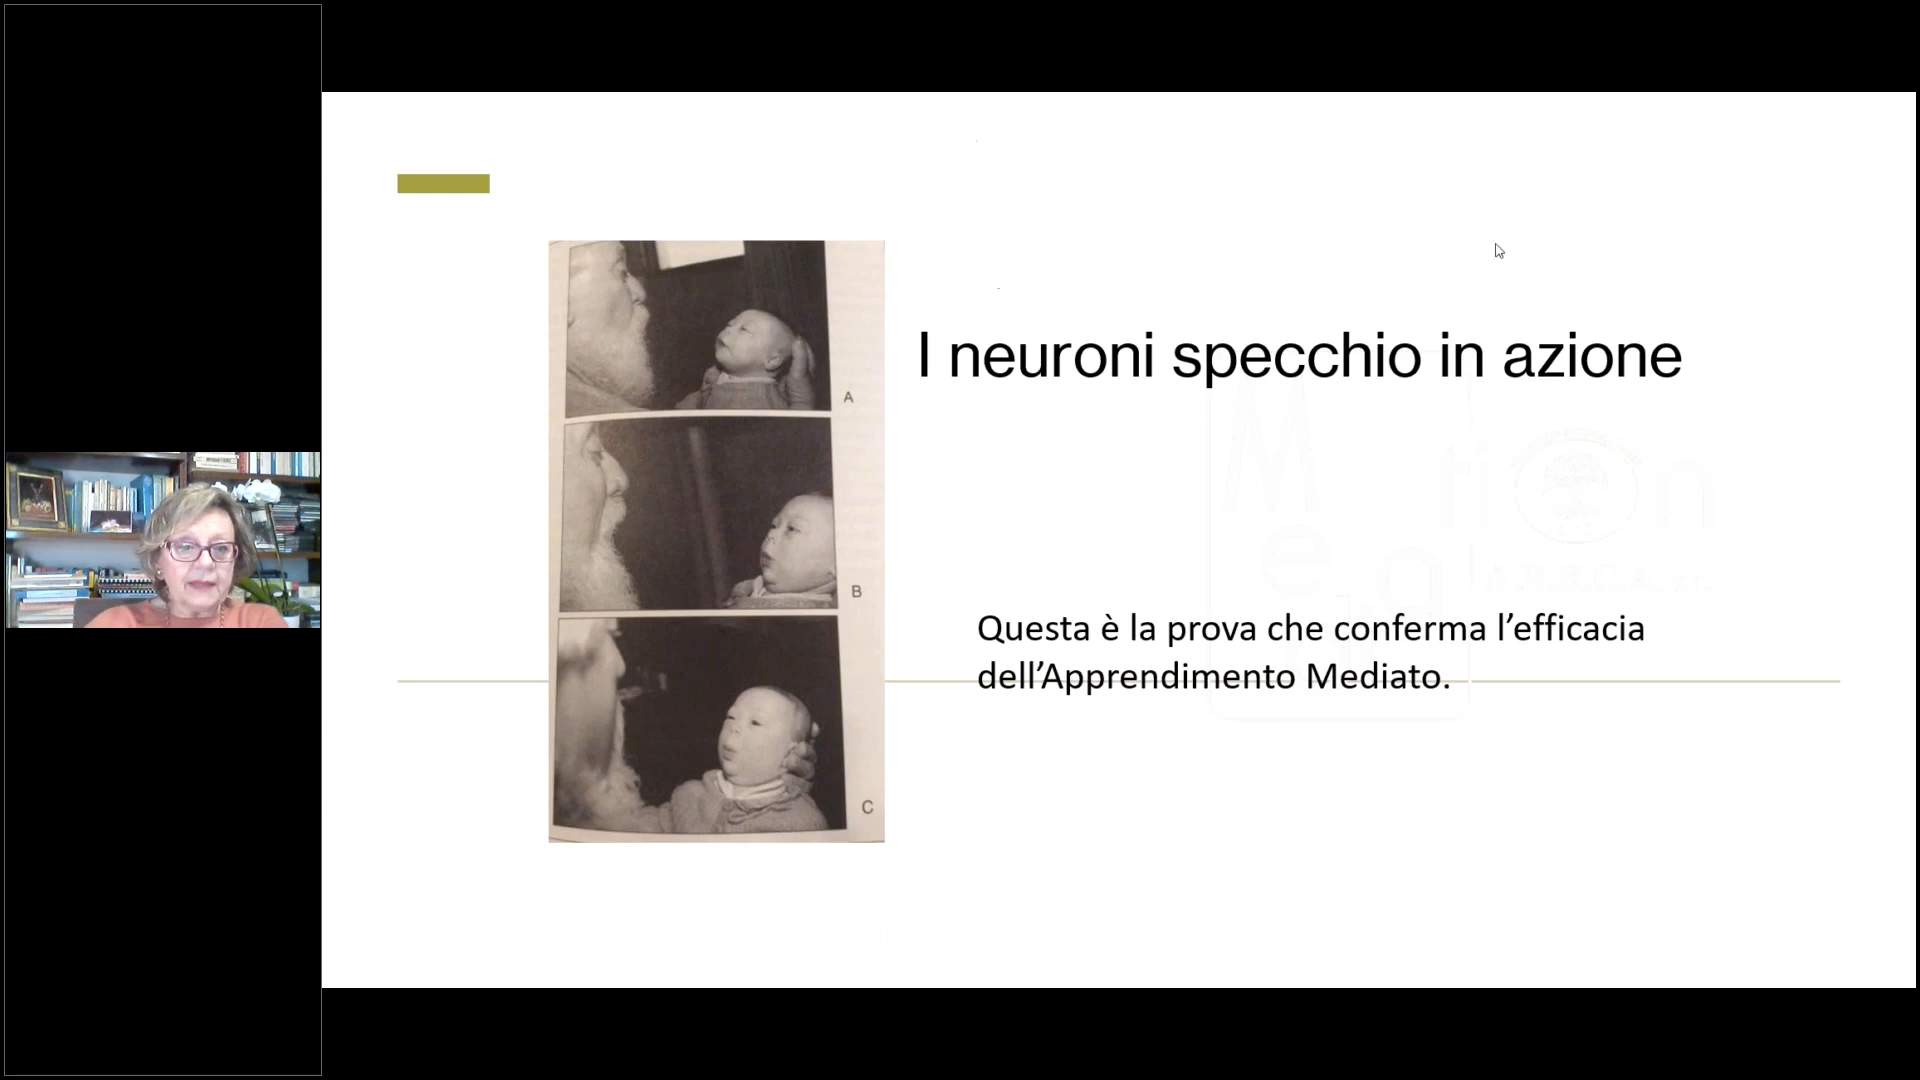 I neuroni specchio in azione
A
B
C
Questa è la prova che conferma l’efficacia
dell’Apprendimento Mediato.